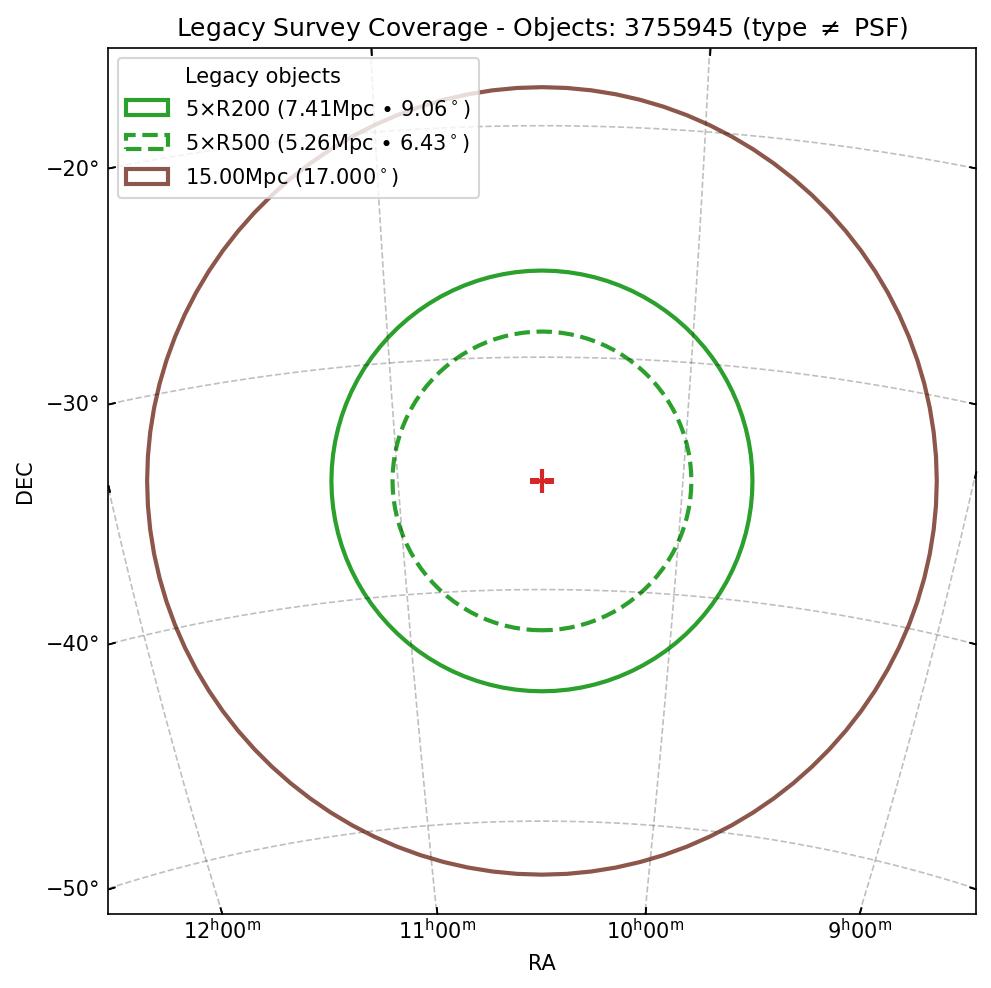 Legacy Survey Coverage - Objects: 3755945 (type ≠ PSF)
Legacy objects
5×R200 (7.41Mpc • 9.06°)
5×R500 (5.26Mpc • 6.43°)
15.00Mpc (17.000°)
−20°
−30°
DEC
−40°
−50°
12ʰ00ᵐ 11ʰ00ᵐ 10ʰ00ᵐ 9ʰ00ᵐ
RA